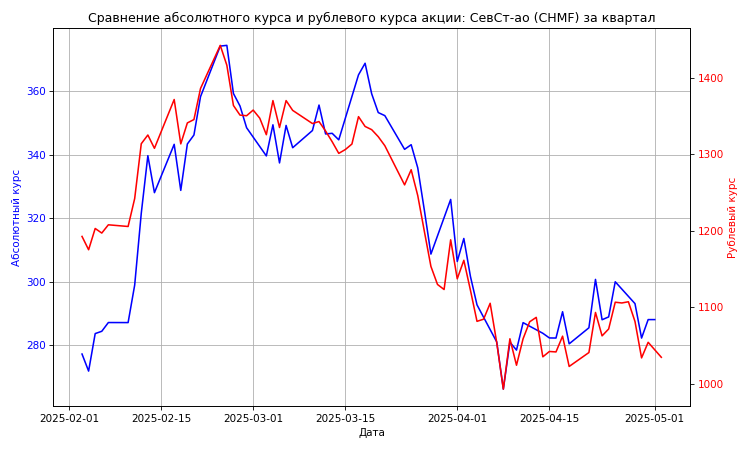 Сравнение абсолютного курса и рублевого курса акции: СевСт-ао (CHMF) за квартал
Абсолютный курс
360
340
320
300
280
1400
1300
1200
1100
1000
Рублевый курс
2025-02-01 2025-02-15 2025-03-01 2025-03-15 2025-04-01 2025-04-15 2025-05-01
Дата